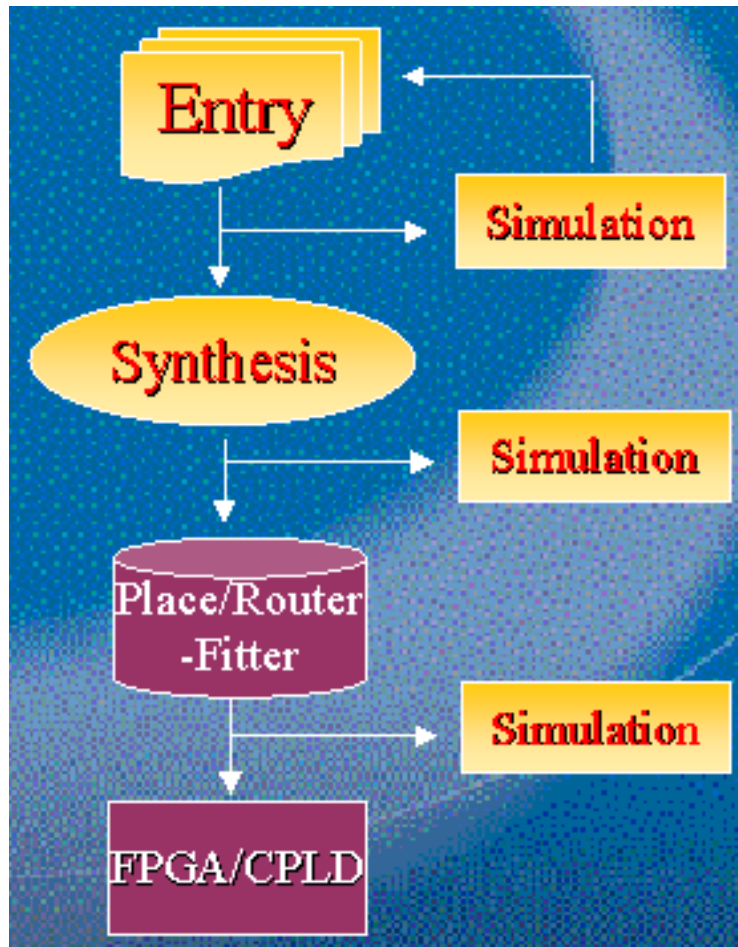 Entry
Simulation
Synthesis
Simulation
Place/Router
-Fitter
Simulation
FPGA/CPLD